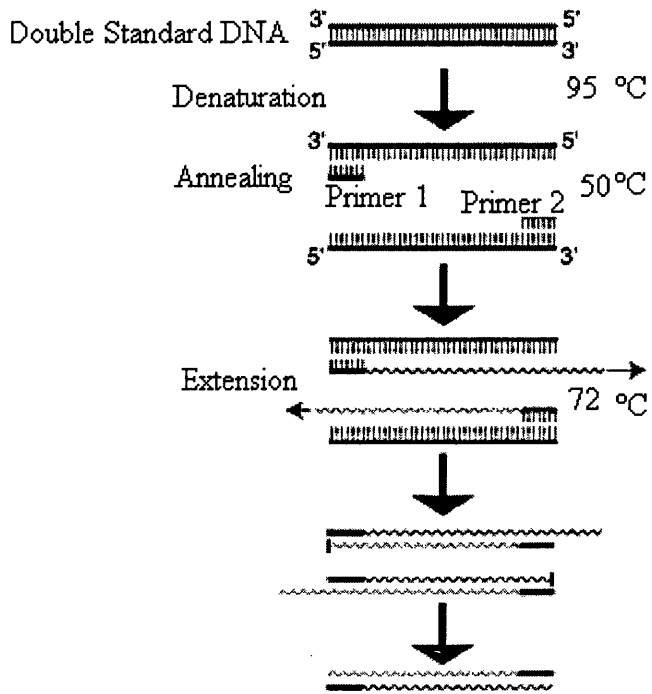 3' 5'
Double Standard DNA
5' 3'
Denaturation 95 °C
3' 5'
Annealing 50°C
Primer 1 Primer 2
5' 3'
Extension 72 °C